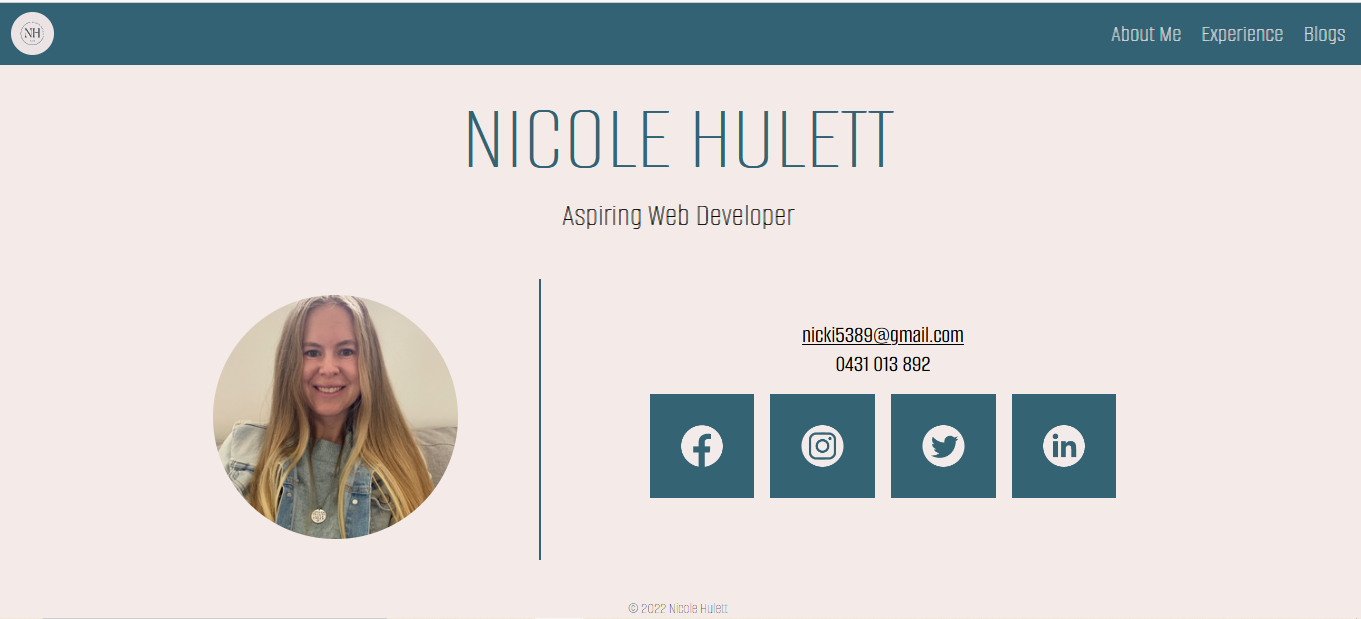 NH
About Me Experience Blogs
NICOLE HULETT
Aspiring Web Developer
nicki5389@gmail.com
0431 013 892
© 2022 Nicole Hulett